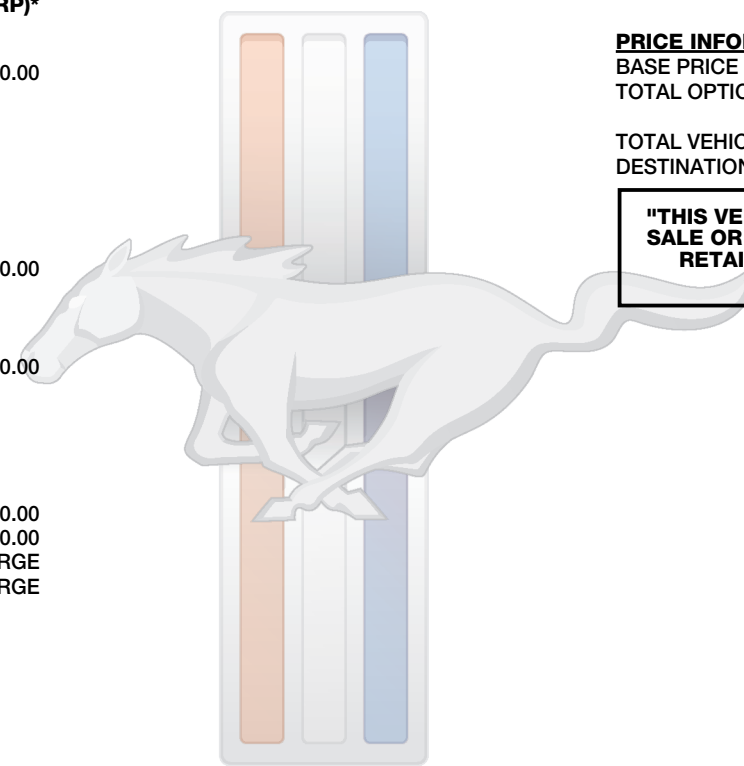 RP)*
0.00
0.00
0.00
0.00
0.00
RGE
RGE
PRICE INFO
BASE PRICE
TOTAL OPTIO
TOTAL VEHIC
DESTINATION
"THIS VE
SALE OR
RETAI